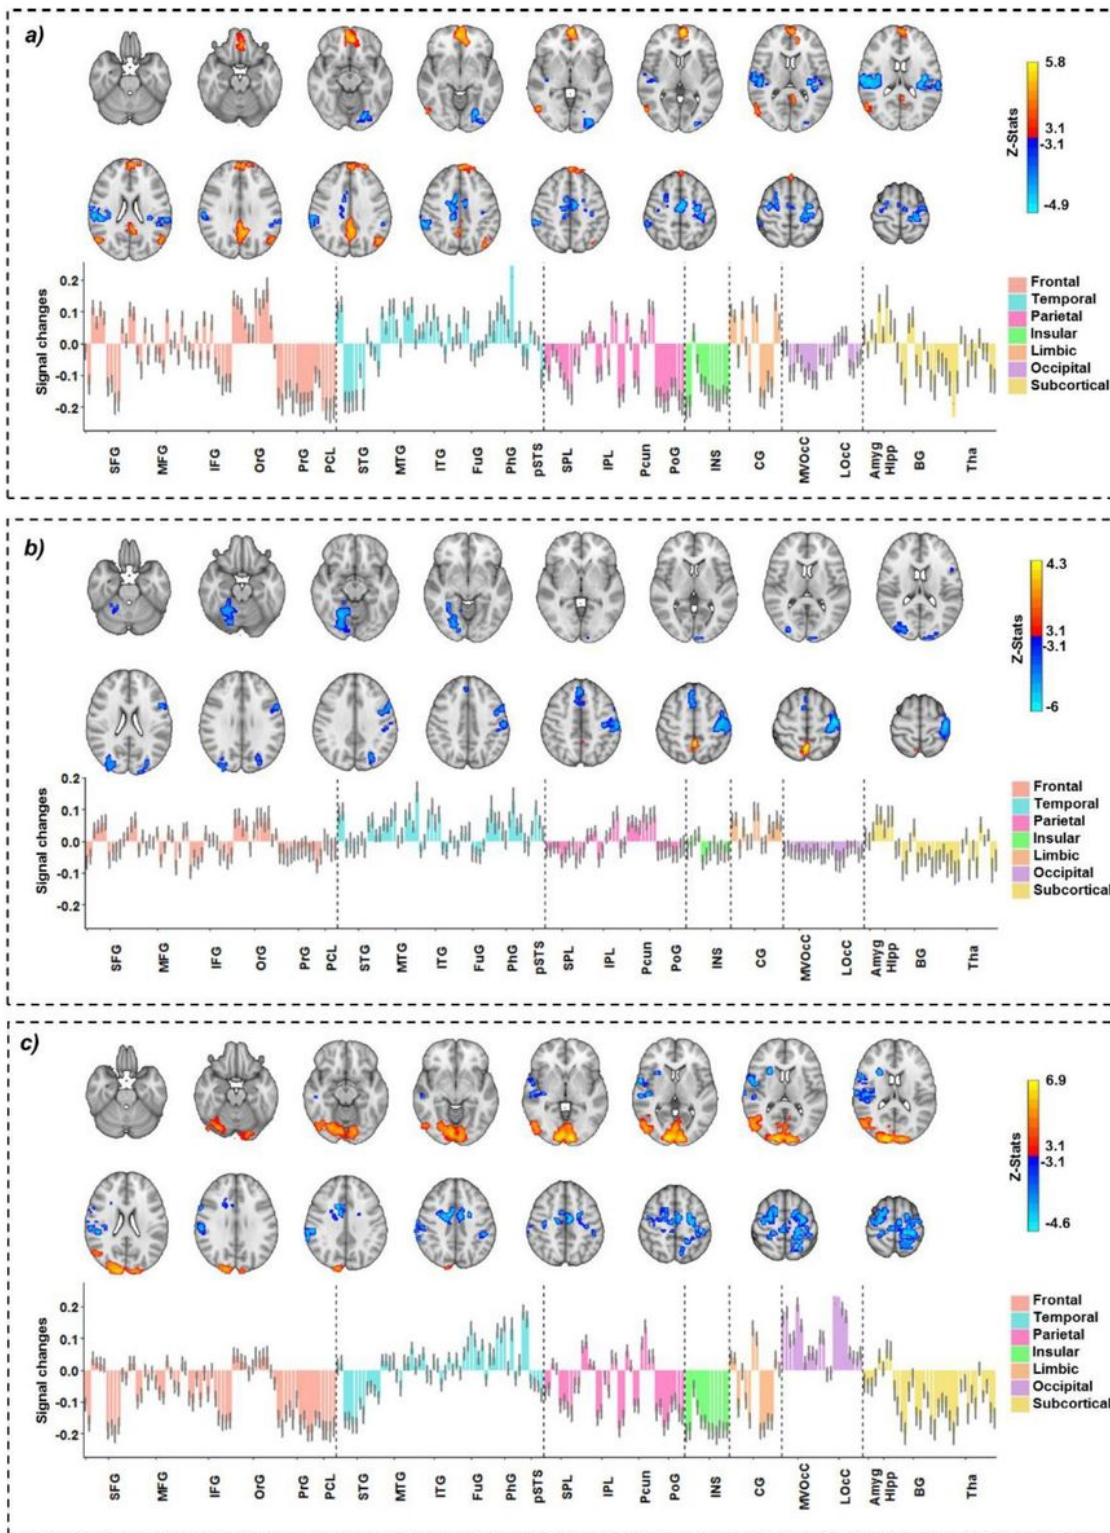 a)
5.8
3.1
-3.1
-4.9
Z-Stats
0.2
0.1
0.0
-0.1
-0.2
Signal changes
Frontal
Temporal
Parietal
Insular
Limbic
Occipital
Subcortical
SFG
MFG
IFG
OrG
PrG
PCL
STG
MTG
ITG
FuG
PhG
pSTS
SPL
IPL
Pcun
PoG
INS
CG
MVOcC
LOcC
Amyg
Hipp
BG
Tha
b)
4.3
3.1
-3.1
-6
Z-Stats
0.2
0.1
0.0
-0.1
-0.2
Signal changes
Frontal
Temporal
Parietal
Insular
Limbic
Occipital
Subcortical
SFG
MFG
IFG
OrG
PrG
PCL
STG
MTG
ITG
FuG
PhG
pSTS
SPL
IPL
Pcun
PoG
INS
CG
MVOcC
LOcC
Amyg
Hipp
BG
Tha
c)
6.9
3.1
-3.1
-4.6
Z-Stats
0.2
0.1
0.0
-0.1
-0.2
Signal changes
Frontal
Temporal
Parietal
Insular
Limbic
Occipital
Subcortical
SFG
MFG
IFG
OrG
PrG
PCL
STG
MTG
ITG
FuG
PhG
pSTS
SPL
IPL
Pcun
PoG
INS
CG
MVOcC
LOcC
Amyg
Hipp
BG
Tha